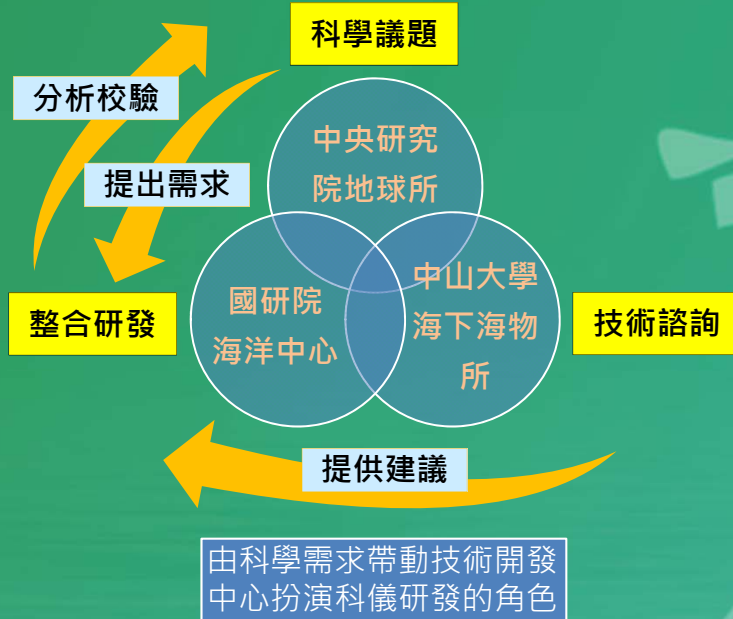 科學議題
分析校驗
提出需求
中央研究
院地球所
整合研發
國研院
海洋中心
中山大學
海下海物
所
技術諮詢
提供建議
由科學需求帶動技術開發
中心扮演科儀研發的角色